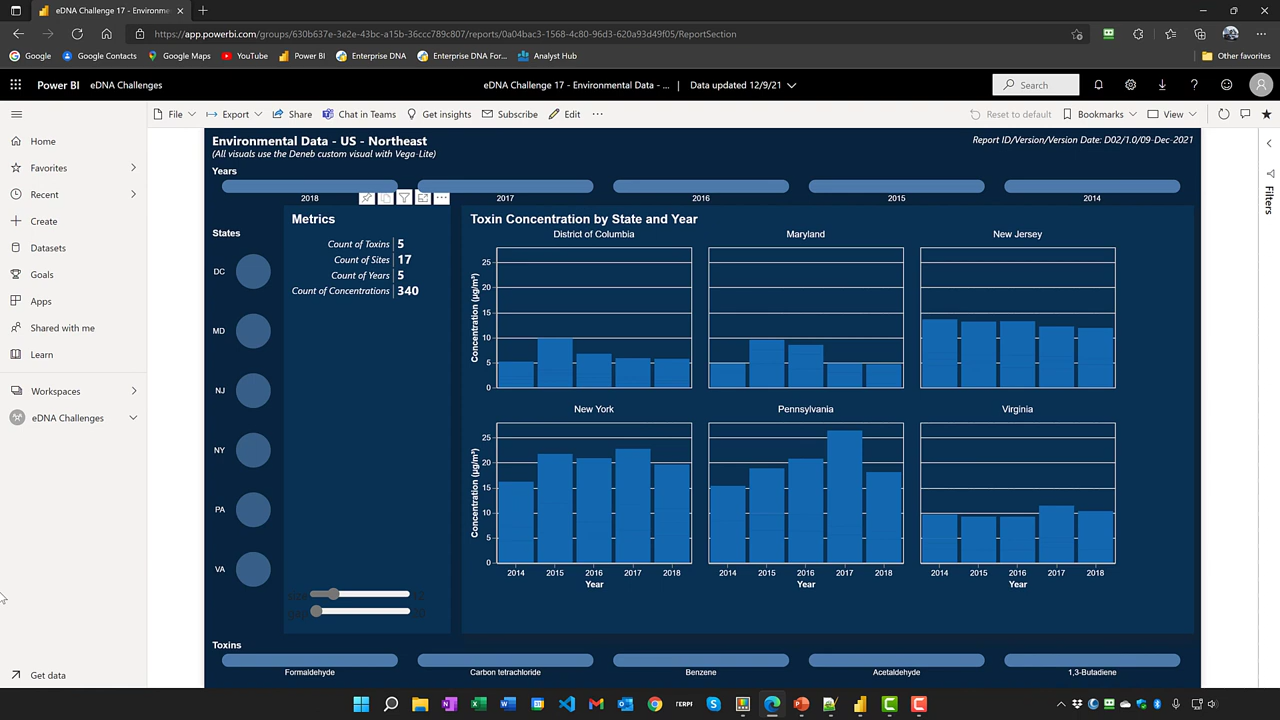 eDNA Challenge 17 - Environme
https://app.powerbi.com/groups/630b637e-3e2e-43bc-a15b-36ccc789c807/reports/0a04bac3-1568-4c80-96d3-620a93d49f05/ReportSection
Google Google Contacts Google Maps YouTube Power BI Enterprise DNA Enterprise DNA For... Analyst Hub Other favorites
Power BI eDNA Challenges eDNA Challenge 17 - Environmental Data - ... | Data updated 12/9/21 Search
File Export Share Chat in Teams Get insights Subscribe Edit ... Reset to default Bookmarks View
Home
Favorites
Recent
Create
Datasets
Goals
Apps
Shared with me
Learn
Workspaces
eDNA Challenges
Get data
Filters
Environmental Data - US - Northeast
(All visuals use the Deneb custom visual with Vega-Lite)
Report ID/Version/Version Date: D02/1.0/09-Dec-2021
Years
2018 2017 2016 2015 2014
States
DC
MD
NJ
NY
PA
VA
Metrics
Count of Toxins 5
Count of Sites 17
Count of Years 5
Count of Concentrations 340
size
gap
Toxin Concentration by State and Year
District of Columbia Maryland New Jersey
Concentration (µg/m³)
25
20
15
10
5
0
New York Pennsylvania Virginia
Concentration (µg/m³)
25
20
15
10
5
0
2014 2015 2016 2017 2018 2014 2015 2016 2017 2018 2014 2015 2016 2017 2018
Year Year Year
Toxins
Formaldehyde Carbon tetrachloride Benzene Acetaldehyde 1,3-Butadiene